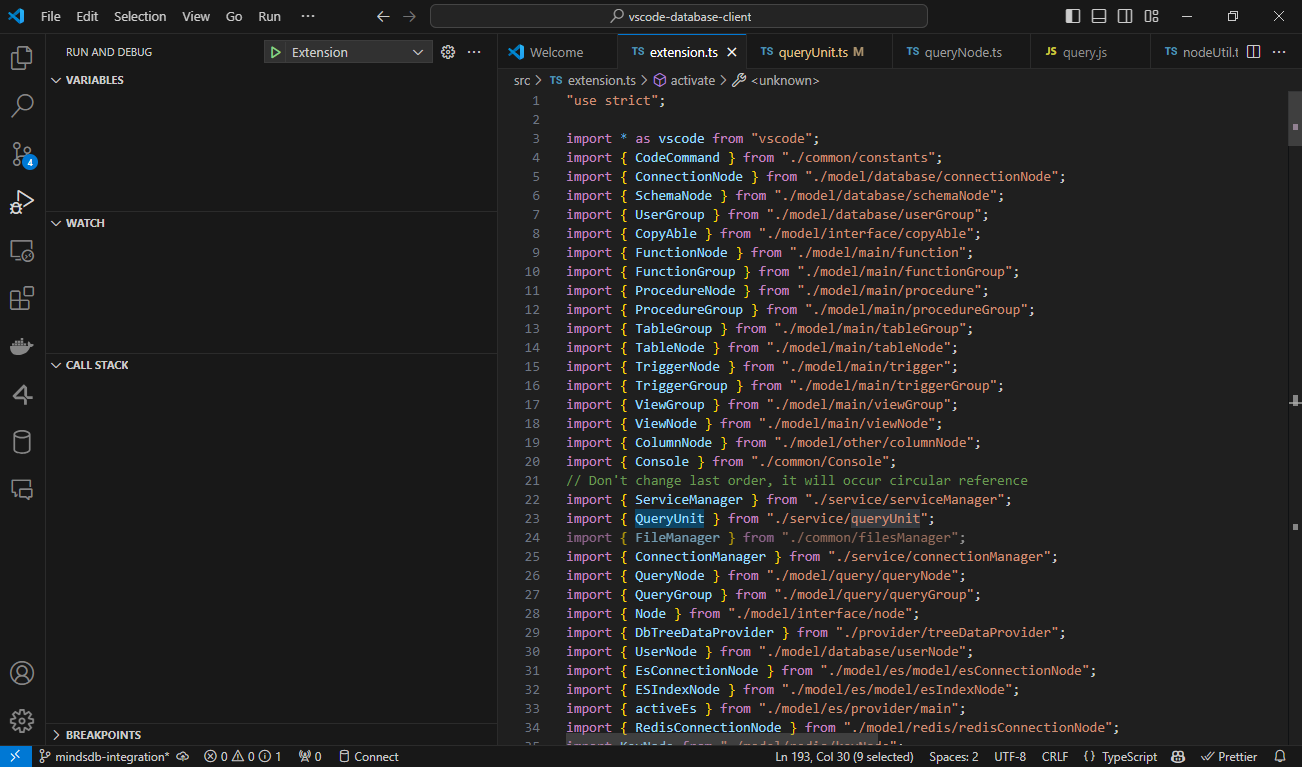 File Edit Selection View Go Run ··· vscode-database-client
RUN AND DEBUG Extension ···
VARIABLES
WATCH
CALL STACK
BREAKPOINTS
4
Welcome TS extension.ts TS queryUnit.ts M TS queryNode.ts JS query.js TS nodeUtil.t ···
src > TS extension.ts > activate > <unknown>
1 "use strict";
2
3 import * as vscode from "vscode";
4 import { CodeCommand } from "./common/constants";
5 import { ConnectionNode } from "./model/database/connectionNode";
6 import { SchemaNode } from "./model/database/schemaNode";
7 import { UserGroup } from "./model/database/userGroup";
8 import { CopyAble } from "./model/interface/copyAble";
9 import { FunctionNode } from "./model/main/function";
10 import { FunctionGroup } from "./model/main/functionGroup";
11 import { ProcedureNode } from "./model/main/procedure";
12 import { ProcedureGroup } from "./model/main/procedureGroup";
13 import { TableGroup } from "./model/main/tableGroup";
14 import { TableNode } from "./model/main/tableNode";
15 import { TriggerNode } from "./model/main/trigger";
16 import { TriggerGroup } from "./model/main/triggerGroup";
17 import { ViewGroup } from "./model/main/viewGroup";
18 import { ViewNode } from "./model/main/viewNode";
19 import { ColumnNode } from "./model/other/columnNode";
20 import { Console } from "./common/Console";
21 // Don't change last order, it will occur circular reference
22 import { ServiceManager } from "./service/serviceManager";
23 import { QueryUnit } from "./service/queryUnit";
24 import { FileManager } from "./common/filesManager";
25 import { ConnectionManager } from "./service/connectionManager";
26 import { QueryNode } from "./model/query/queryNode";
27 import { QueryGroup } from "./model/query/queryGroup";
28 import { Node } from "./model/interface/node";
29 import { DbTreeDataProvider } from "./provider/treeDataProvider";
30 import { UserNode } from "./model/database/userNode";
31 import { EsConnectionNode } from "./model/es/model/esConnectionNode";
32 import { ESIndexNode } from "./model/es/model/esIndexNode";
33 import { activeEs } from "./model/es/provider/main";
34 import { RedisConnectionNode } from "./model/redis/redisConnectionNode";
35 import KeyNode from "./model/redis/keyNode";
mindsdb-integration* 0 0 1 0 Connect Ln 193, Col 30 (9 selected) Spaces: 2 UTF-8 CRLF {} TypeScript Prettier